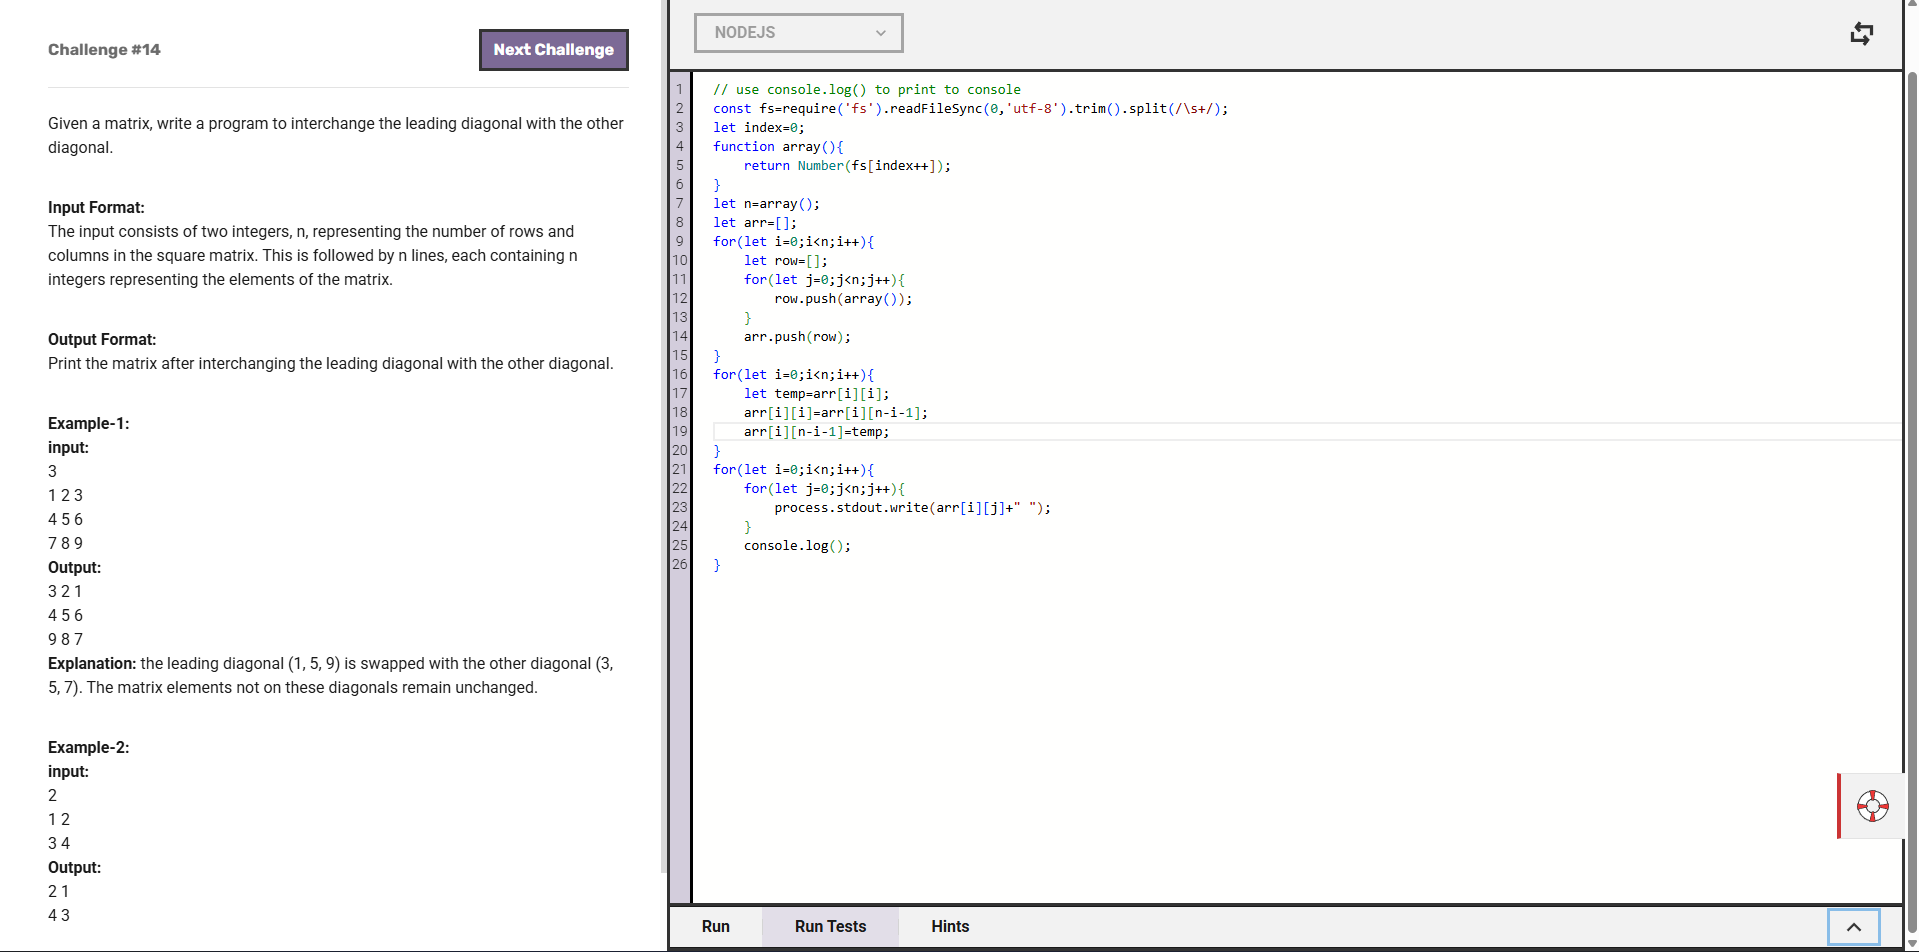 Challenge #14
Next Challenge
Given a matrix, write a program to interchange the leading diagonal with the other
diagonal.
Input Format:
The input consists of two integers, n, representing the number of rows and
columns in the square matrix. This is followed by n lines, each containing n
integers representing the elements of the matrix.
Output Format:
Print the matrix after interchanging the leading diagonal with the other diagonal.
Example-1:
input:
3
1 2 3
4 5 6
7 8 9
Output:
3 2 1
4 5 6
9 8 7
Explanation: the leading diagonal (1, 5, 9) is swapped with the other diagonal (3,
5, 7). The matrix elements not on these diagonals remain unchanged.
Example-2:
input:
2
1 2
3 4
Output:
2 1
4 3
NODEJS
1 // use console.log() to print to console
2 const fs=require('fs').readFileSync(0,'utf-8').trim().split(/\s+/);
3 let index=0;
4 function array(){
5     return Number(fs[index++]);
6 }
7 let n=array();
8 let arr=[];
9 for(let i=0;i<n;i++){
10     let row=[];
11     for(let j=0;j<n;j++){
12         row.push(array());
13     }
14     arr.push(row);
15 }
16 for(let i=0;i<n;i++){
17     let temp=arr[i][i];
18     arr[i][i]=arr[i][n-i-1];
19     arr[i][n-i-1]=temp;
20 }
21 for(let i=0;i<n;i++){
22     for(let j=0;j<n;j++){
23         process.stdout.write(arr[i][j]+" ");
24     }
25     console.log();
26 }
Run
Run Tests
Hints